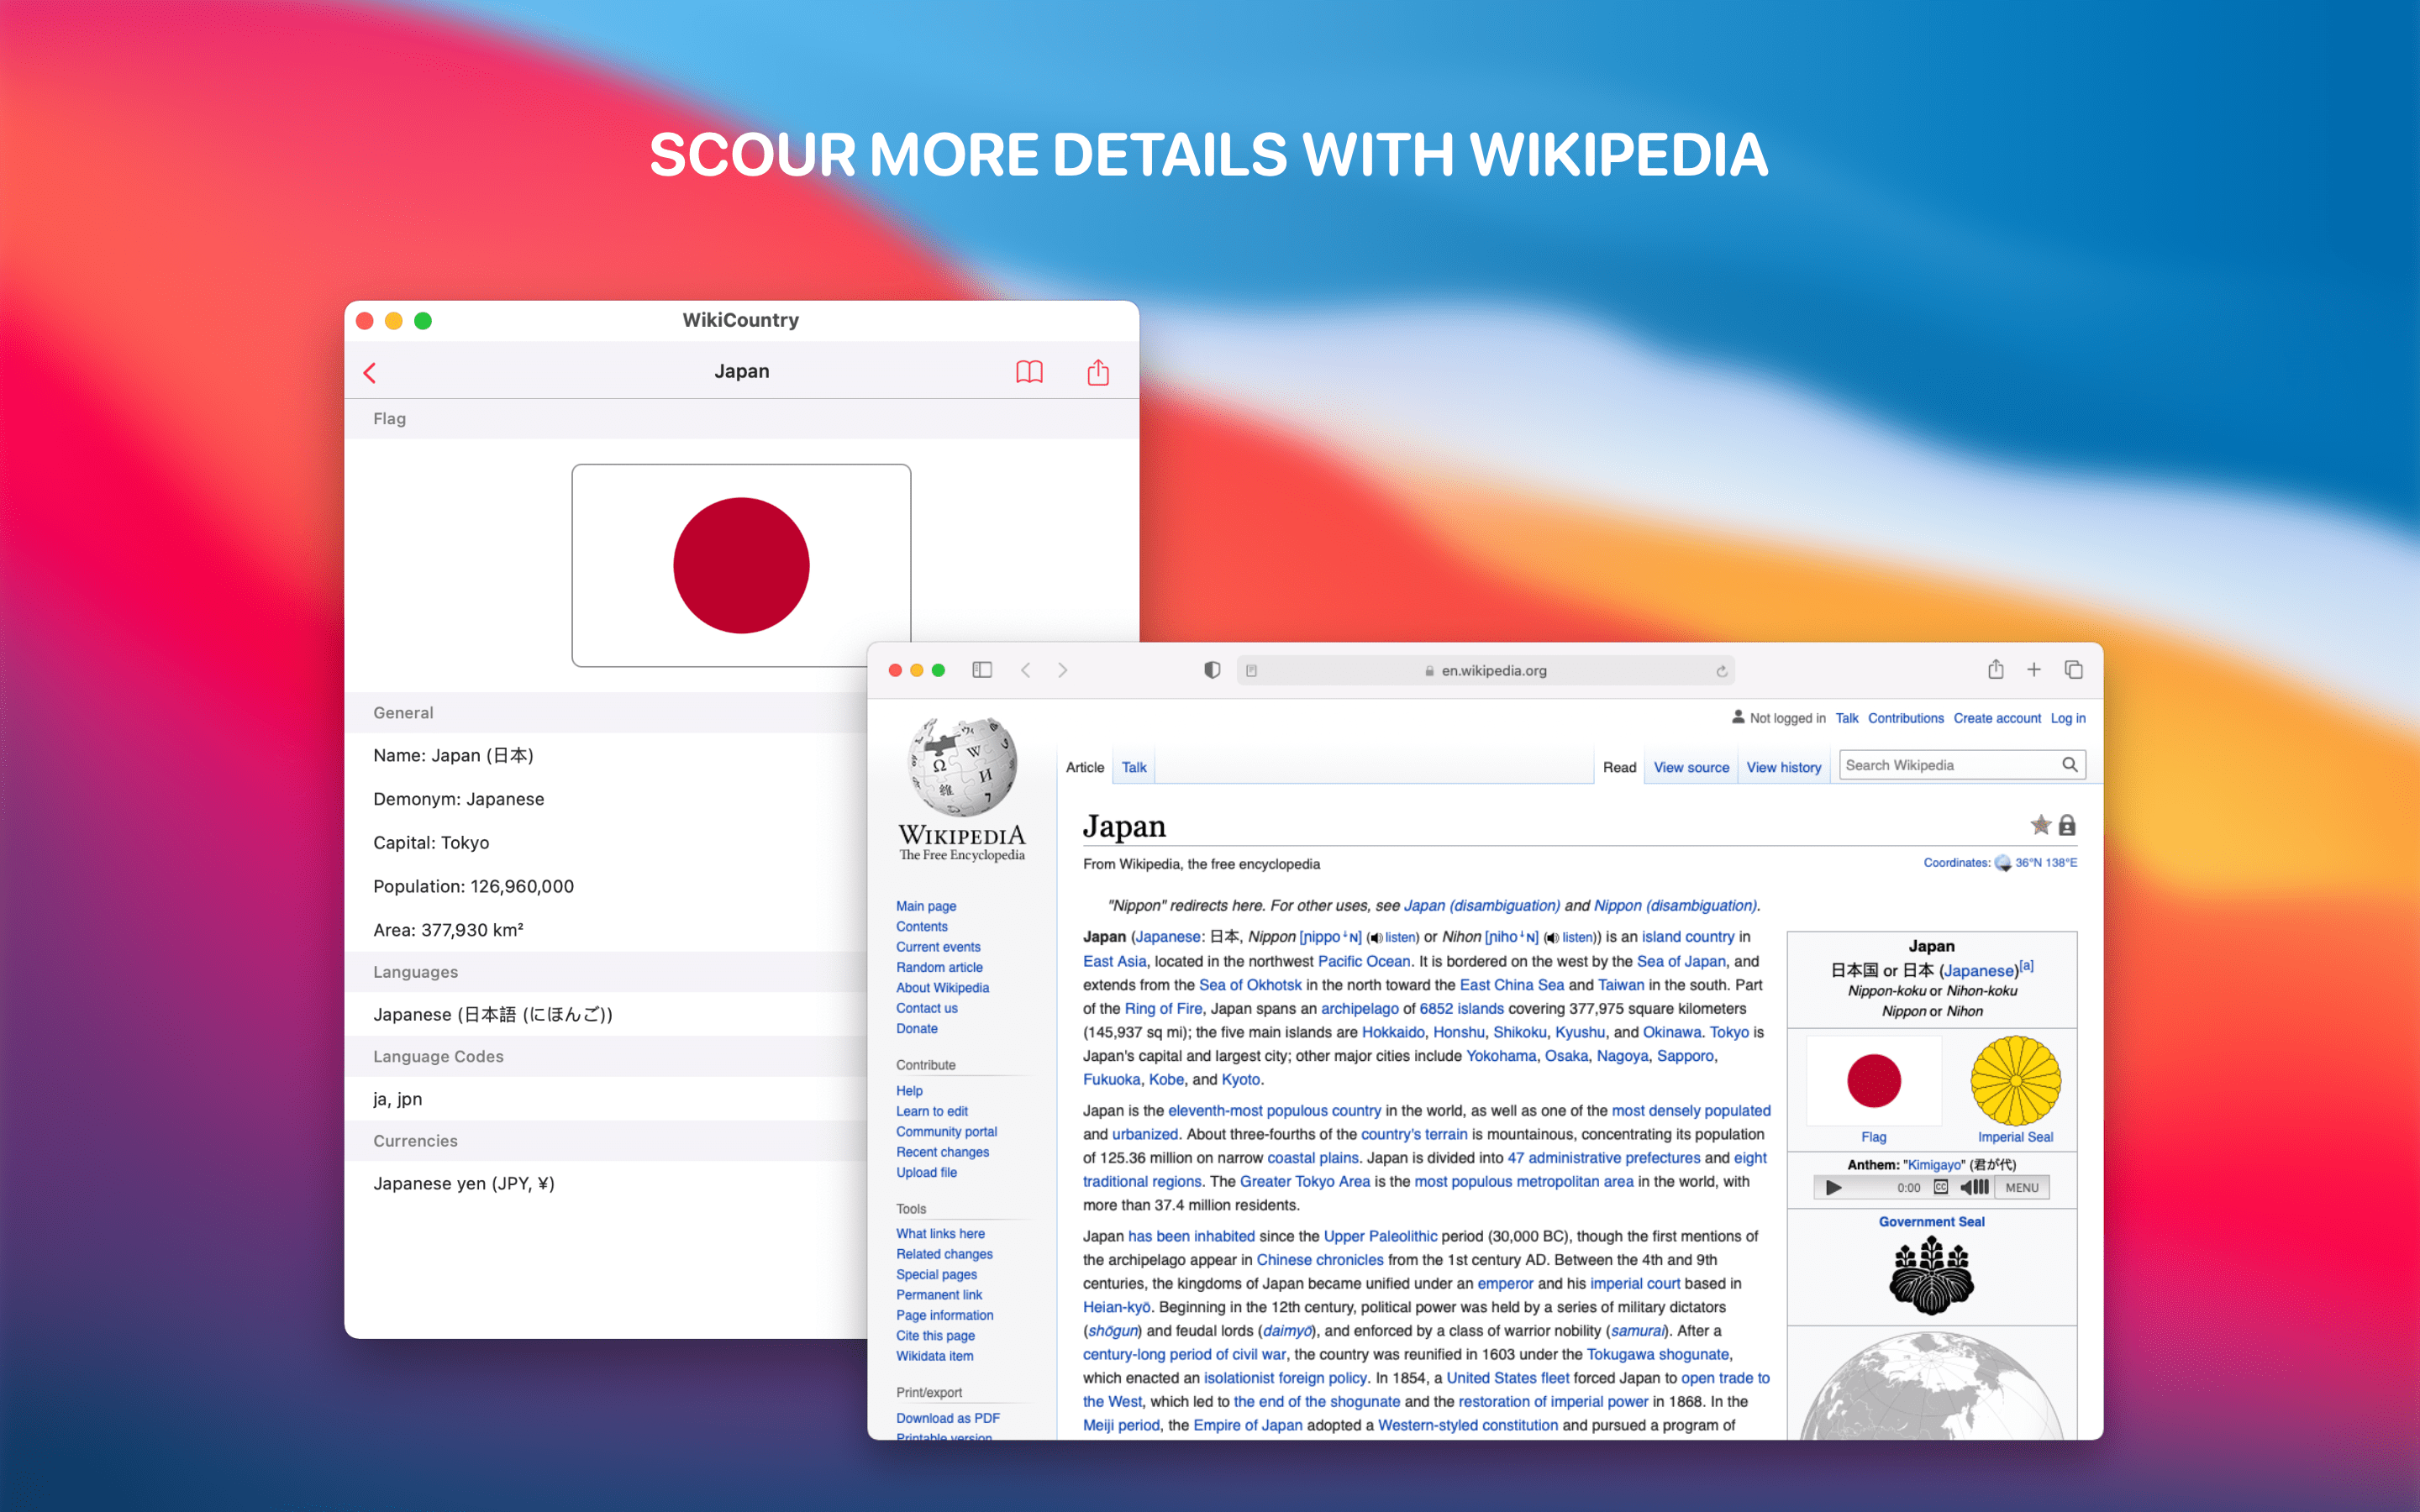 SCOUR MORE DETAILS WITH WIKIPEDIA
WikiCountry
Japan
Flag
General
Name: Japan (日本)
Demonym: Japanese
Capital: Tokyo
Population: 126,960,000
Area: 377,930 km²
Languages
Japanese (日本語 (にほんご))
Language Codes
ja, jpn
Currencies
Japanese yen (JPY, ¥)
en.wikipedia.org
Not logged in Talk Contributions Create account Log in
Article Talk Read View source View history Search Wikipedia
Ω W И 維 7
WIKIPEDIA
The Free Encyclopedia
Main page
Contents
Current events
Random article
About Wikipedia
Contact us
Donate
Contribute
Help
Learn to edit
Community portal
Recent changes
Upload file
Tools
What links here
Related changes
Special pages
Permanent link
Page information
Cite this page
Wikidata item
Print/export
Download as PDF
Printable version
Japan
From Wikipedia, the free encyclopedia
Coordinates: 36°N 138°E
"Nippon" redirects here. For other uses, see Japan (disambiguation) and Nippon (disambiguation).
Japan (Japanese: 日本, Nippon [ɲippoꜜɴ] (listen) or Nihon [ɲihoꜜɴ] (listen)) is an island country in
East Asia, located in the northwest Pacific Ocean. It is bordered on the west by the Sea of Japan, and
extends from the Sea of Okhotsk in the north toward the East China Sea and Taiwan in the south. Part
of the Ring of Fire, Japan spans an archipelago of 6852 islands covering 377,975 square kilometers
(145,937 sq mi); the five main islands are Hokkaido, Honshu, Shikoku, Kyushu, and Okinawa. Tokyo is
Japan's capital and largest city; other major cities include Yokohama, Osaka, Nagoya, Sapporo,
Fukuoka, Kobe, and Kyoto.
Japan is the eleventh-most populous country in the world, as well as one of the most densely populated
and urbanized. About three-fourths of the country's terrain is mountainous, concentrating its population
of 125.36 million on narrow coastal plains. Japan is divided into 47 administrative prefectures and eight
traditional regions. The Greater Tokyo Area is the most populous metropolitan area in the world, with
more than 37.4 million residents.
Japan has been inhabited since the Upper Paleolithic period (30,000 BC), though the first mentions of
the archipelago appear in Chinese chronicles from the 1st century AD. Between the 4th and 9th
centuries, the kingdoms of Japan became unified under an emperor and his imperial court based in
Heian-kyō. Beginning in the 12th century, political power was held by a series of military dictators
(shōgun) and feudal lords (daimyō), and enforced by a class of warrior nobility (samurai). After a
century-long period of civil war, the country was reunified in 1603 under the Tokugawa shogunate,
which enacted an isolationist foreign policy. In 1854, a United States fleet forced Japan to open trade to
the West, which led to the end of the shogunate and the restoration of imperial power in 1868. In the
Meiji period, the Empire of Japan adopted a Western-styled constitution and pursued a program of
Japan
日本国 or 日本 (Japanese)[a]
Nippon-koku or Nihon-koku
Nippon or Nihon
Flag Imperial Seal
Anthem: "Kimigayo" (君が代)
0:00 CC MENU
Government Seal